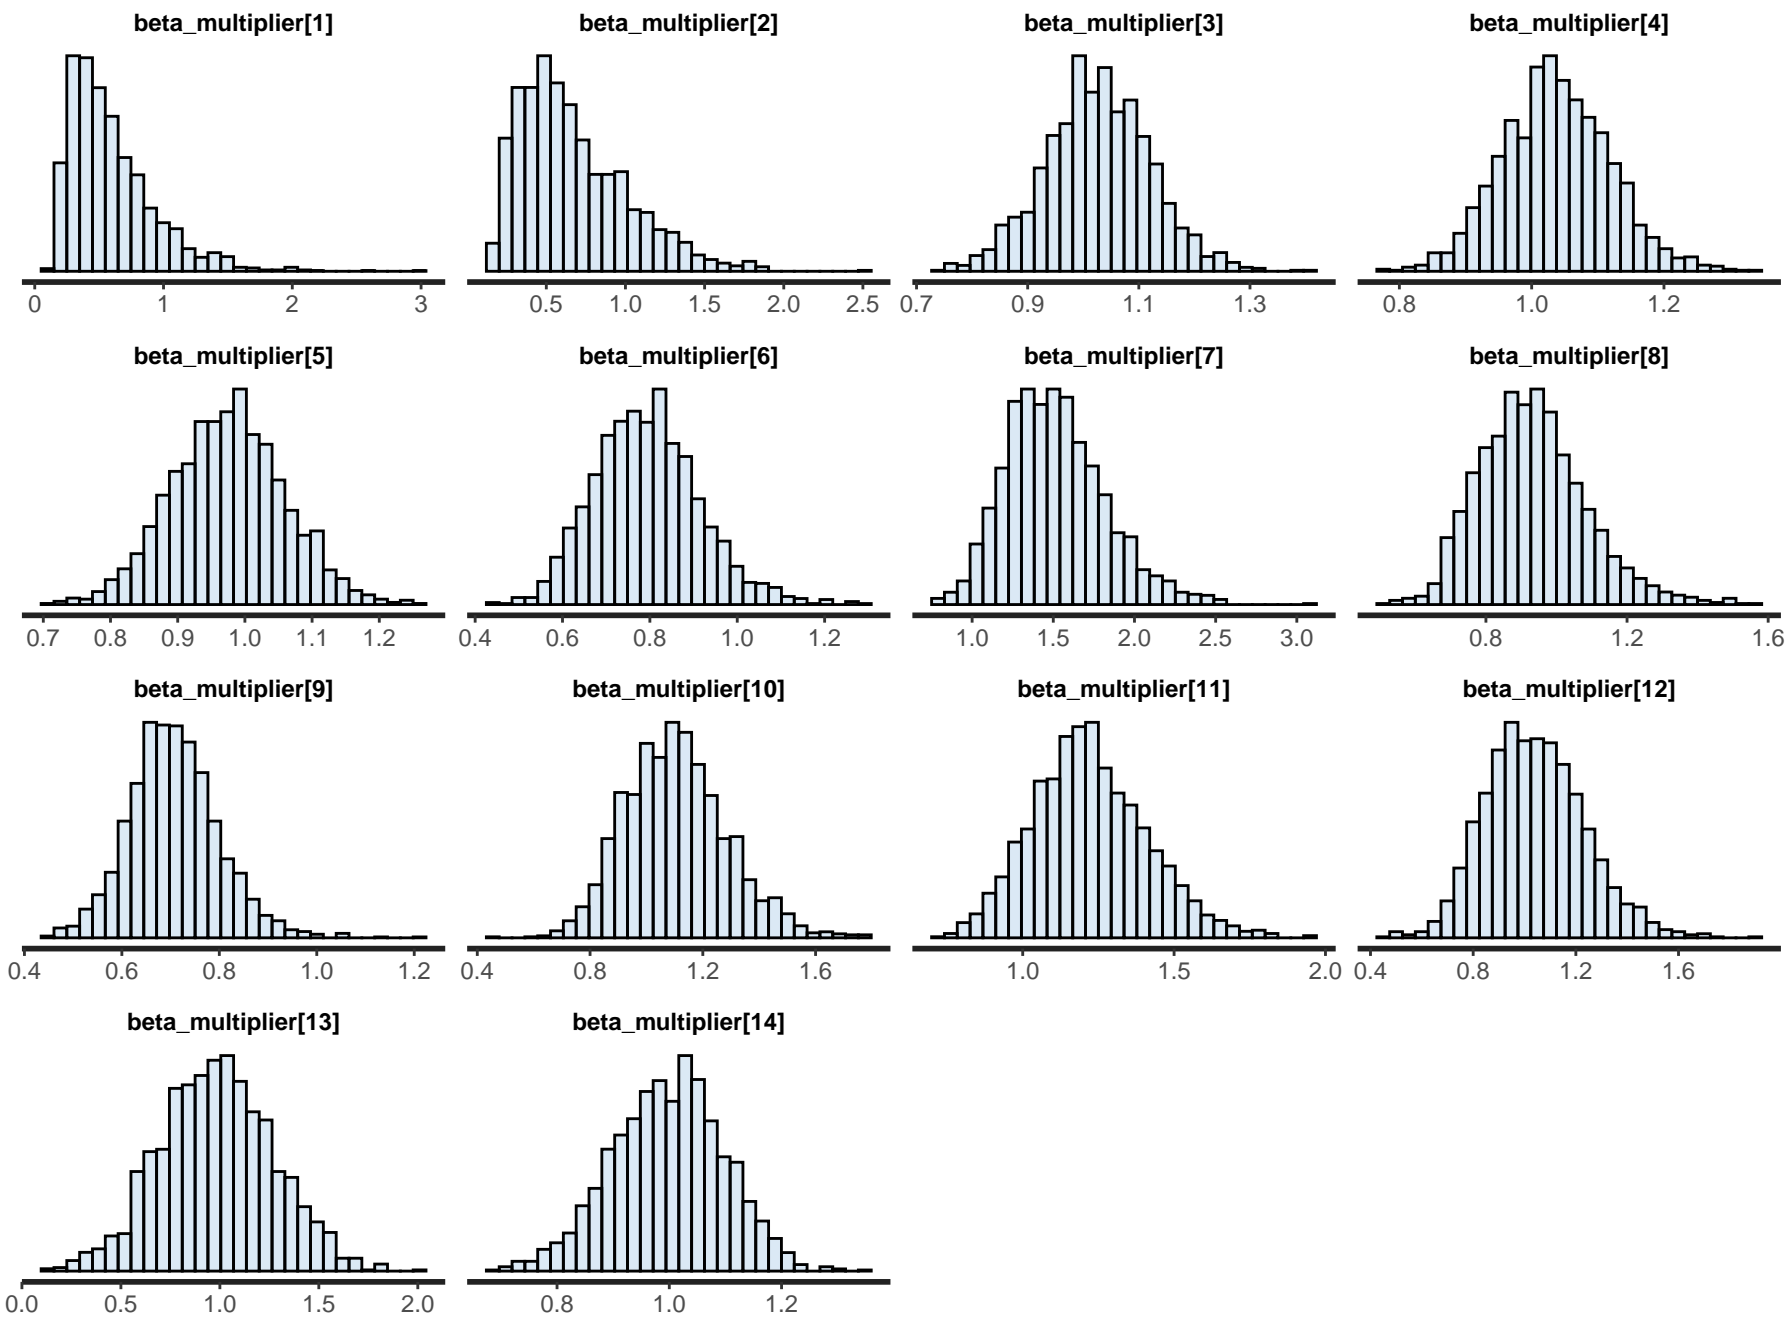 beta_multiplier[1] beta_multiplier[2] beta_multiplier[3] beta_multiplier[4]
0 1 2 3 0.5 1.0 1.5 2.0 2.5 0.7 0.9 1.1 1.3 0.8 1.0 1.2
beta_multiplier[5] beta_multiplier[6] beta_multiplier[7] beta_multiplier[8]
0.7 0.8 0.9 1.0 1.1 1.2 0.4 0.6 0.8 1.0 1.2 1.0 1.5 2.0 2.5 3.0 0.8 1.2 1.6
beta_multiplier[9] beta_multiplier[10] beta_multiplier[11] beta_multiplier[12]
0.4 0.6 0.8 1.0 1.2 0.4 0.8 1.2 1.6 1.0 1.5 2.0 0.4 0.8 1.2 1.6
beta_multiplier[13] beta_multiplier[14]
0.0 0.5 1.0 1.5 2.0 0.8 1.0 1.2